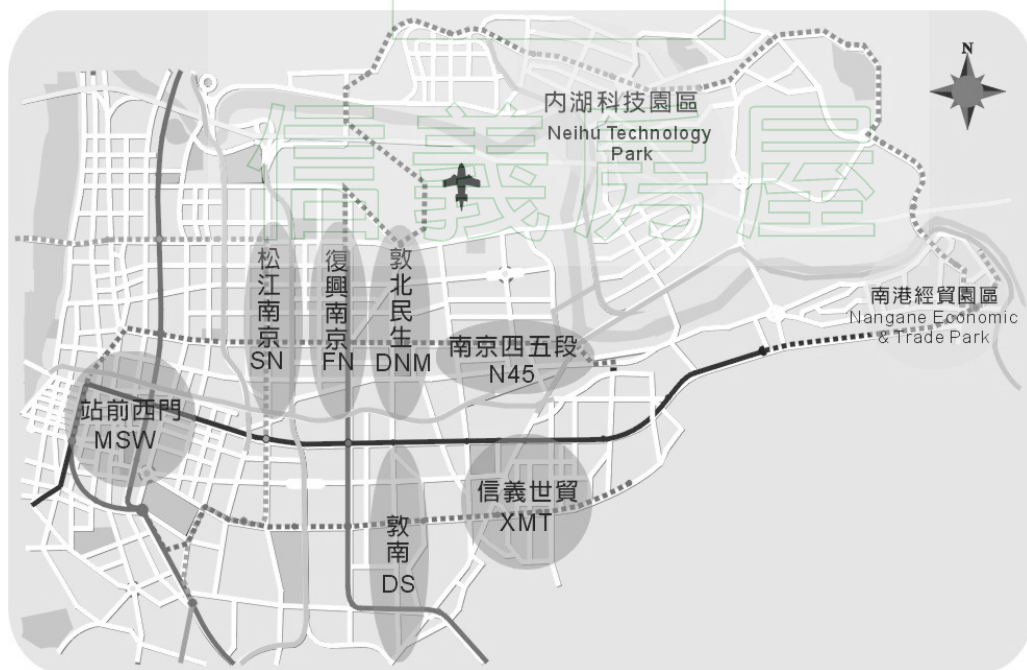 N
信義房屋
內湖科技園區
Neihu Technology
Park
松江南京
SN
復興南京
FN
敦北民生
DNM
南京四五段
N45
南港經貿園區
Nangane Economic
& Trade Park
站前西門
MSW
信義世貿
XMT
敦南
DS